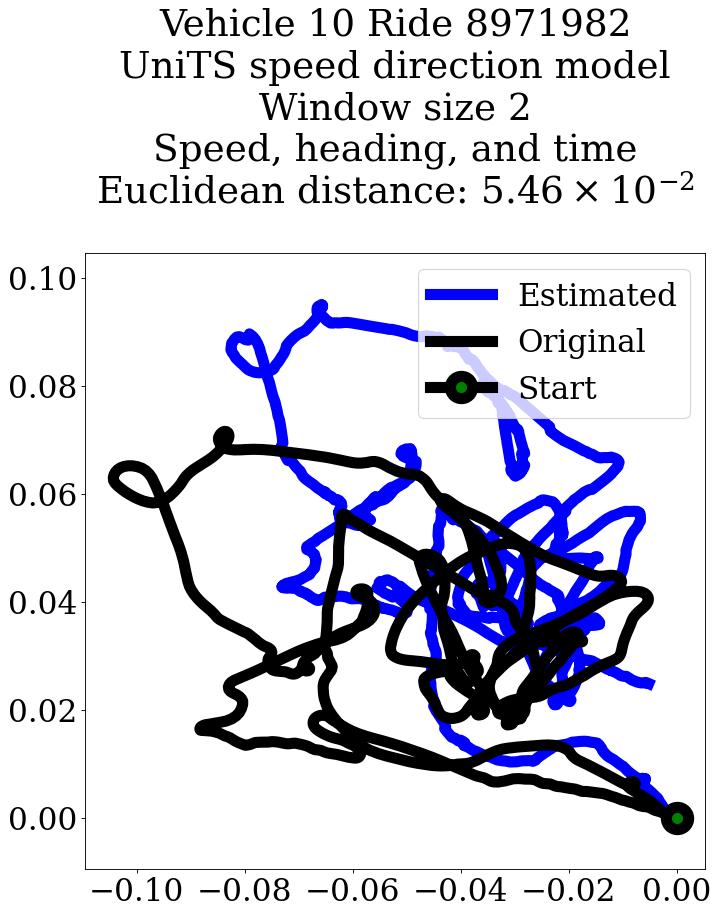 Vehicle 10 Ride 8971982
UniTS speed direction model
Window size 2
Speed, heading, and time
Euclidean distance: 5.46 × 10⁻²
Estimated
Original
Start
0.10
0.08
0.06
0.04
0.02
0.00
−0.10 −0.08 −0.06 −0.04 −0.02 0.00